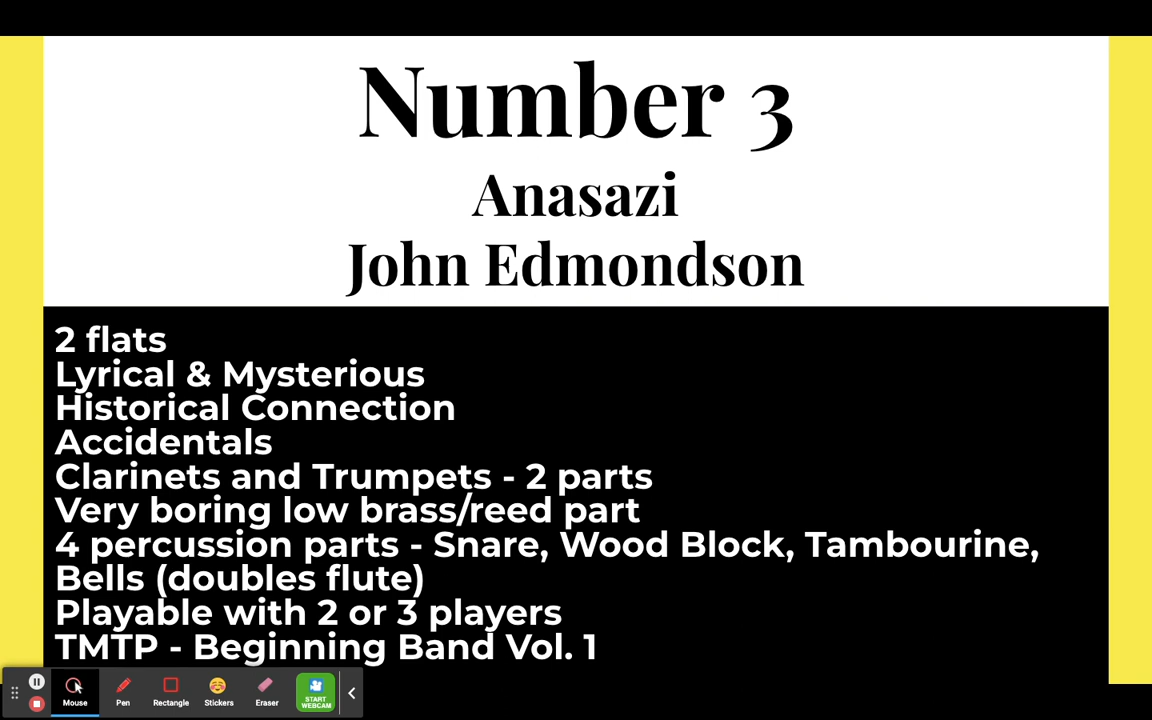 Number 3
Anasazi
John Edmondson
2 flats
Lyrical & Mysterious
Historical Connection
Accidentals
Clarinets and Trumpets - 2 parts
Very boring low brass/reed part
4 percussion parts - Snare, Wood Block, Tambourine,
Bells (doubles flute)
Playable with 2 or 3 players
TMTP - Beginning Band Vol. 1
Mouse
Pen
Rectangle
Stickers
Eraser
START
WEBCAM